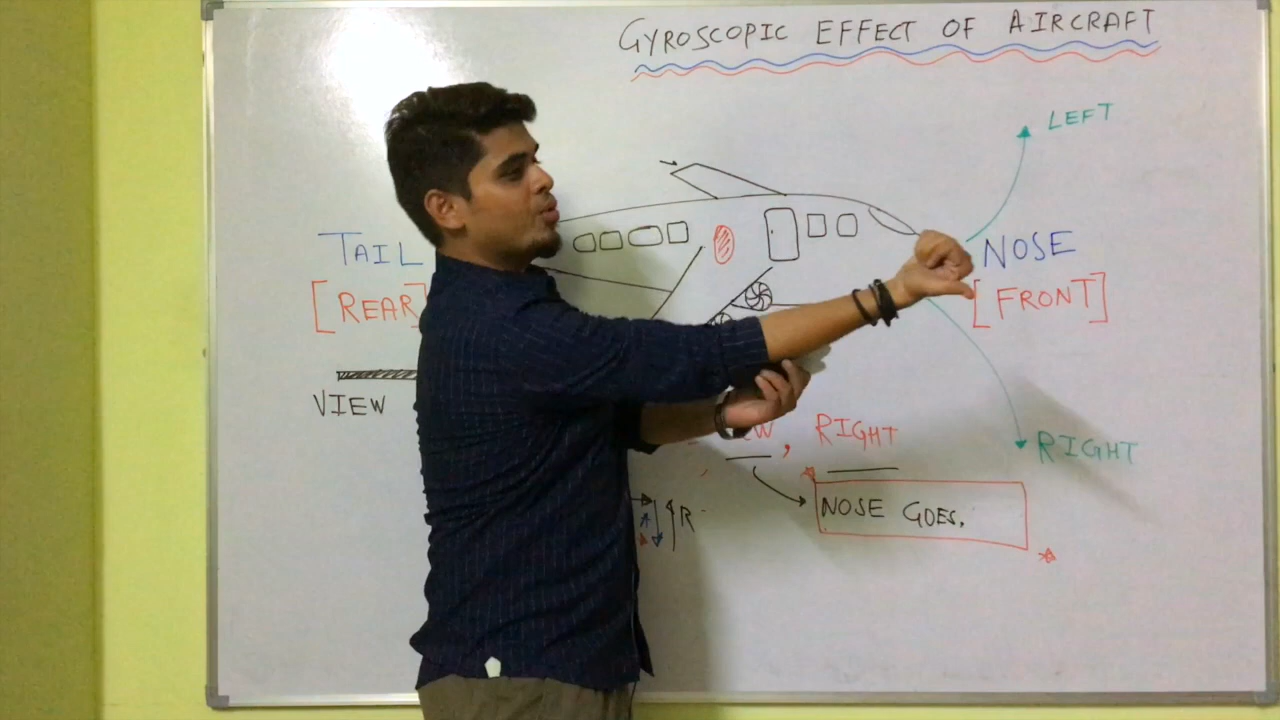 GYROSCOPIC EFFECT OF AIRCRAFT
LEFT
TAIL
[REAR]
NOSE
[FRONT]
VIEW
, RIGHT
RIGHT
NOSE GOES.
R